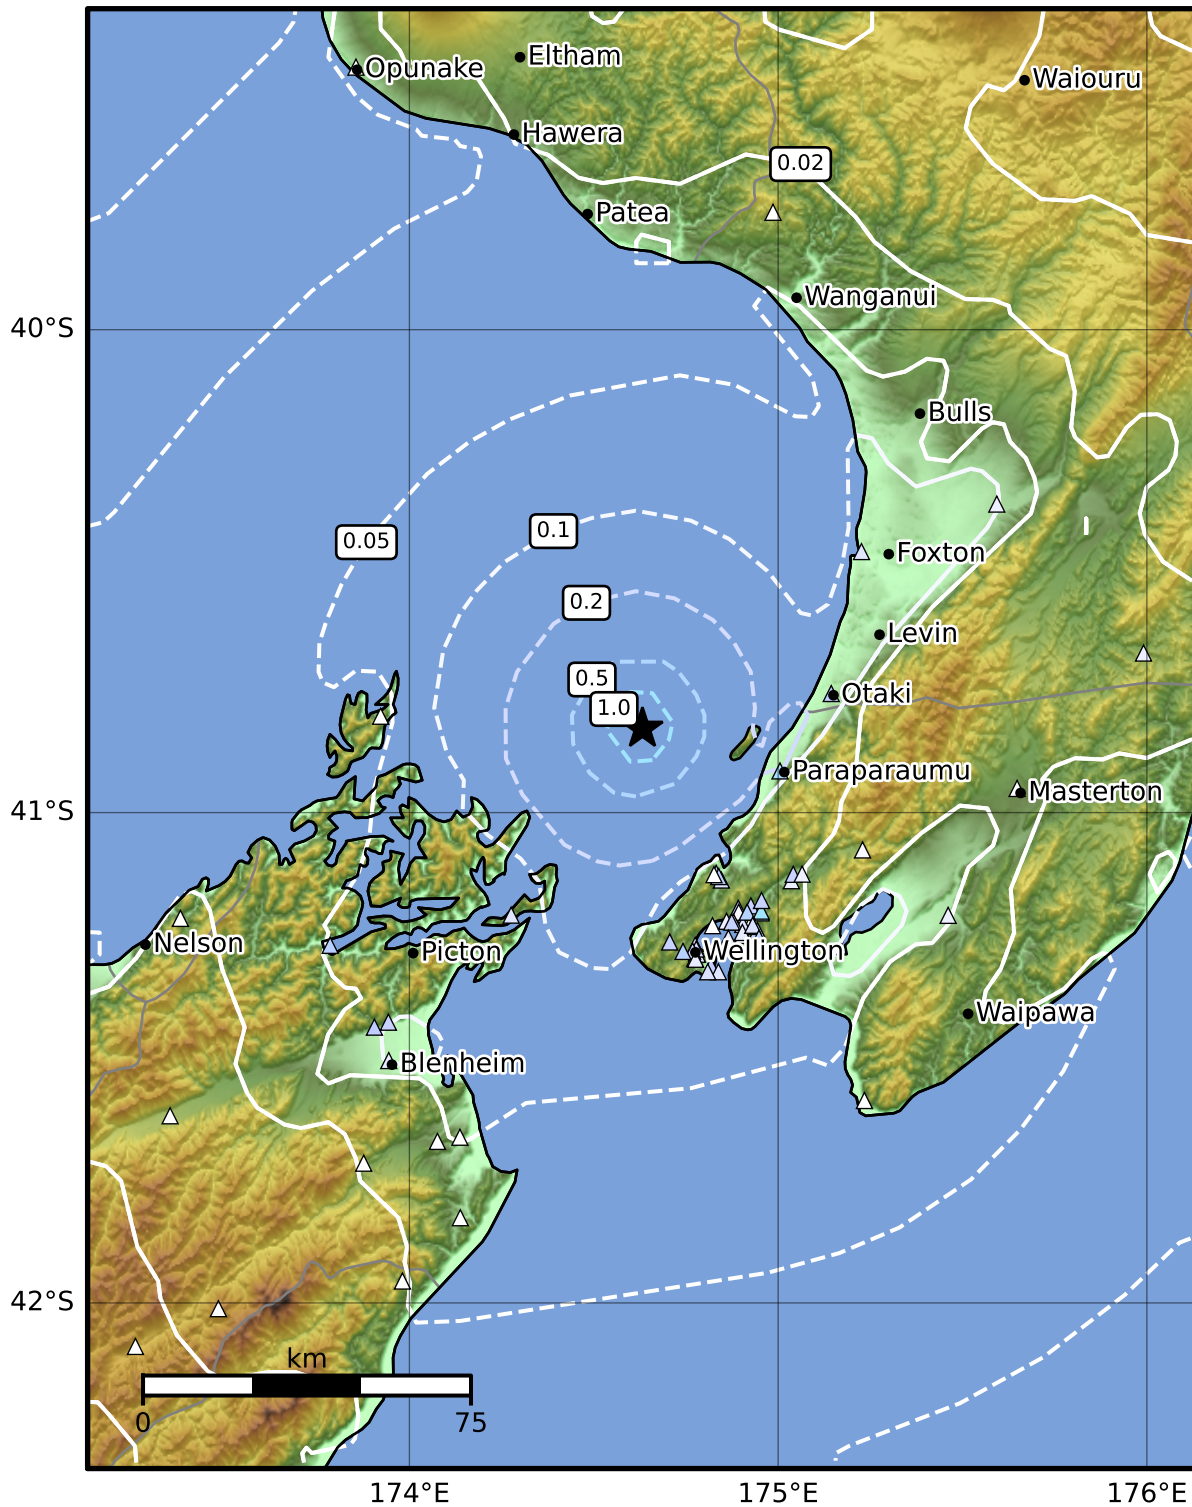 Eltham
Opunake
Waiouru
Hawera
0.02
Patea
Wanganui
40°S
Bulls
0.1
0.05
Foxton
0.2
Levin
0.5
Otaki
1.0
Paraparaumu
Masterton
41°S
Nelson
Picton
Wellington
Waipawa
Blenheim
42°S
km
0 75
174°E 175°E 176°E